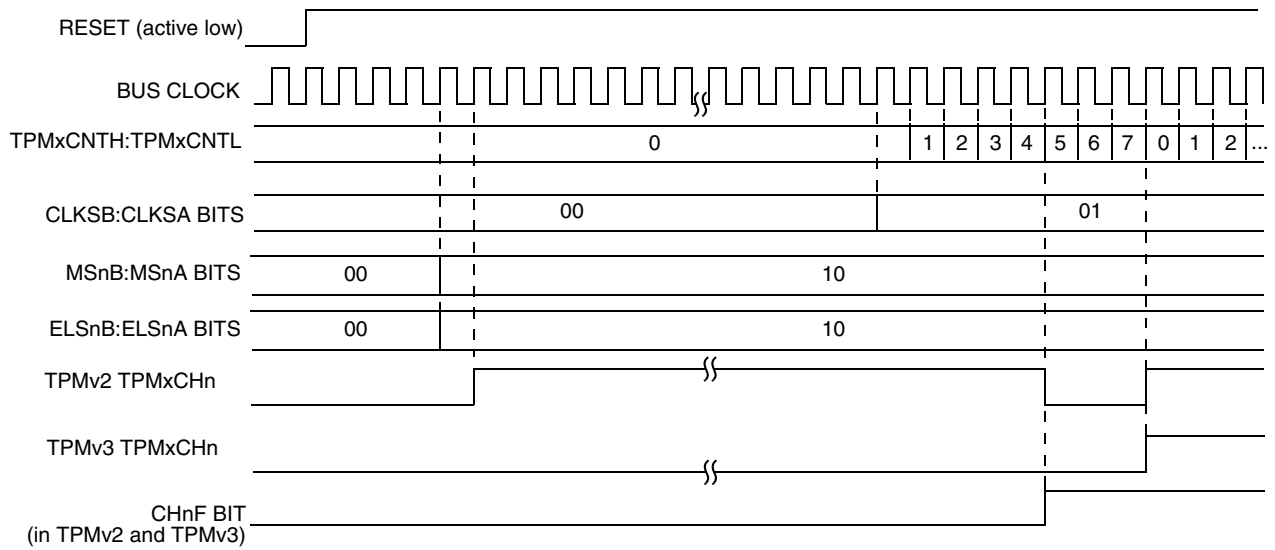 RESET (active low)
BUS CLOCK
TPMxCNTH:TPMxCNTL 0 1 2 3 4 5 6 7 0 1 2 ...
CLKSB:CLKSA BITS 00 01
MSnB:MSnA BITS 00 10
ELSnB:ELSnA BITS 00 10
TPMv2 TPMxCHn
TPMv3 TPMxCHn
CHnF BIT
(in TPMv2 and TPMv3)